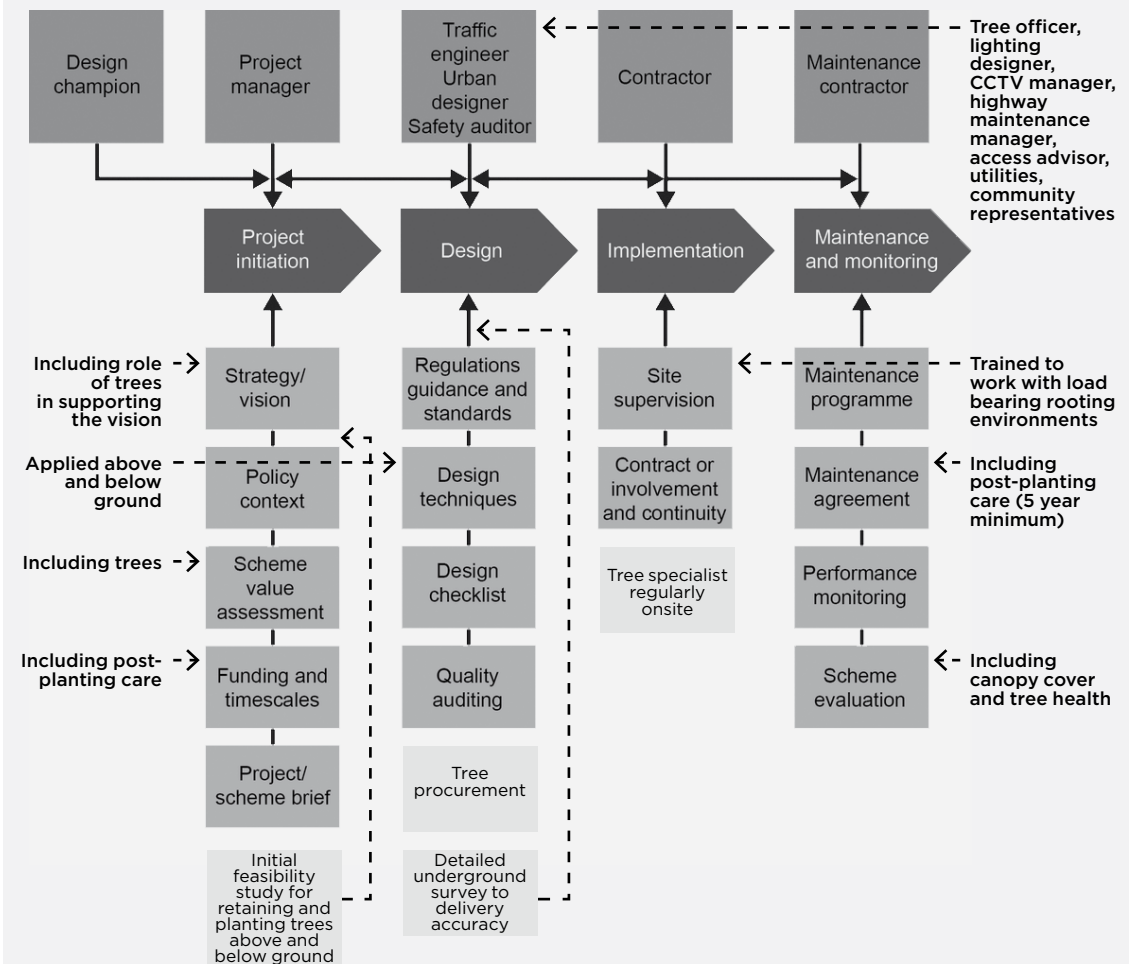 Design
champion
Project
manager
Traffic
engineer
Urban
designer
Safety auditor
Contractor
Maintenance
contractor
Tree officer,
lighting
designer,
CCTV manager,
highway
maintenance
manager,
access advisor,
utilities,
community
representatives
Project
initiation
Design
Implementation
Maintenance
and monitoring
Including role
of trees
in supporting
the vision
Strategy/
vision
Regulations
guidance and
standards
Site
supervision
Maintenance
programme
Trained to
work with load
bearing rooting
environments
Applied above
and below
ground
Policy
context
Design
techniques
Contract or
involvement
and continuity
Maintenance
agreement
Including
post-planting
care (5 year
minimum)
Including trees
Scheme
value
assessment
Design
checklist
Tree specialist
regularly
onsite
Performance
monitoring
Including post-
planting care
Funding and
timescales
Quality
auditing
Scheme
evaluation
Including
canopy cover
and tree health
Project/
scheme brief
Tree
procurement
Initial
feasibility
study for
retaining and
planting trees
above and
below ground
Detailed
underground
survey to
delivery
accuracy